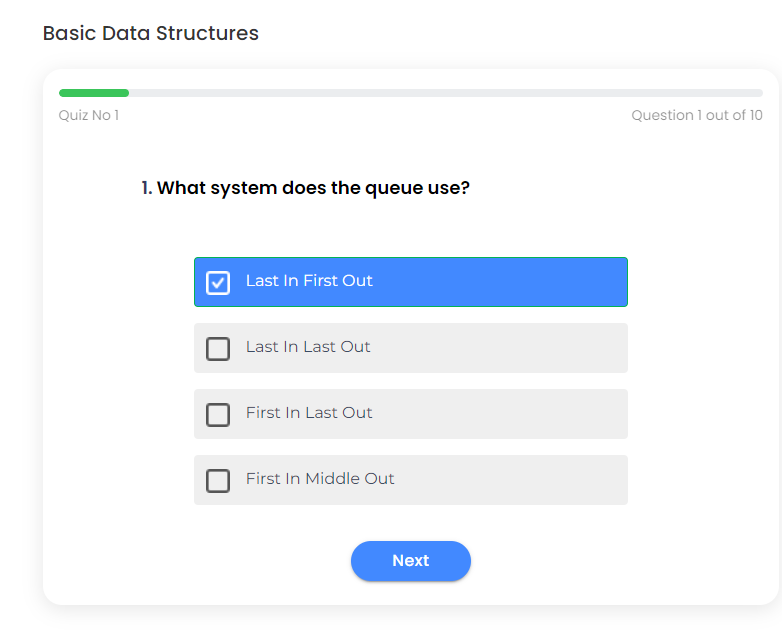 Basic Data Structures
Quiz No 1
Question 1 out of 10
1. What system does the queue use?
Last In First Out
Last In Last Out
First In Last Out
First In Middle Out
Next